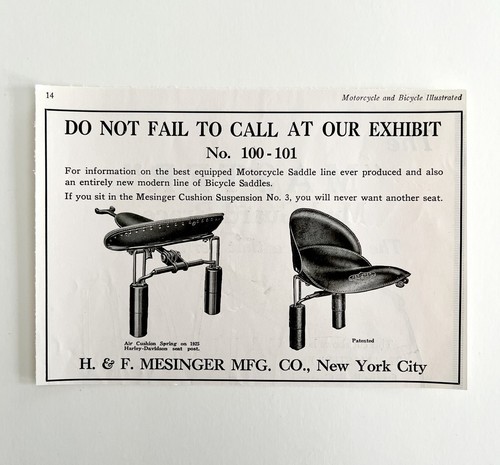 14
Motorcycle and Bicycle Illustrated
DO NOT FAIL TO CALL AT OUR EXHIBIT
No. 100-101
For information on the best equipped Motorcycle Saddle line ever produced and also
an entirely new modern line of Bicycle Saddles.
If you sit in the Mesinger Cushion Suspension No. 3, you will never want another seat.
Air Cushion Spring on 1925
Harley-Davidson seat post.
Patented
H. & F. MESINGER MFG. CO., New York City